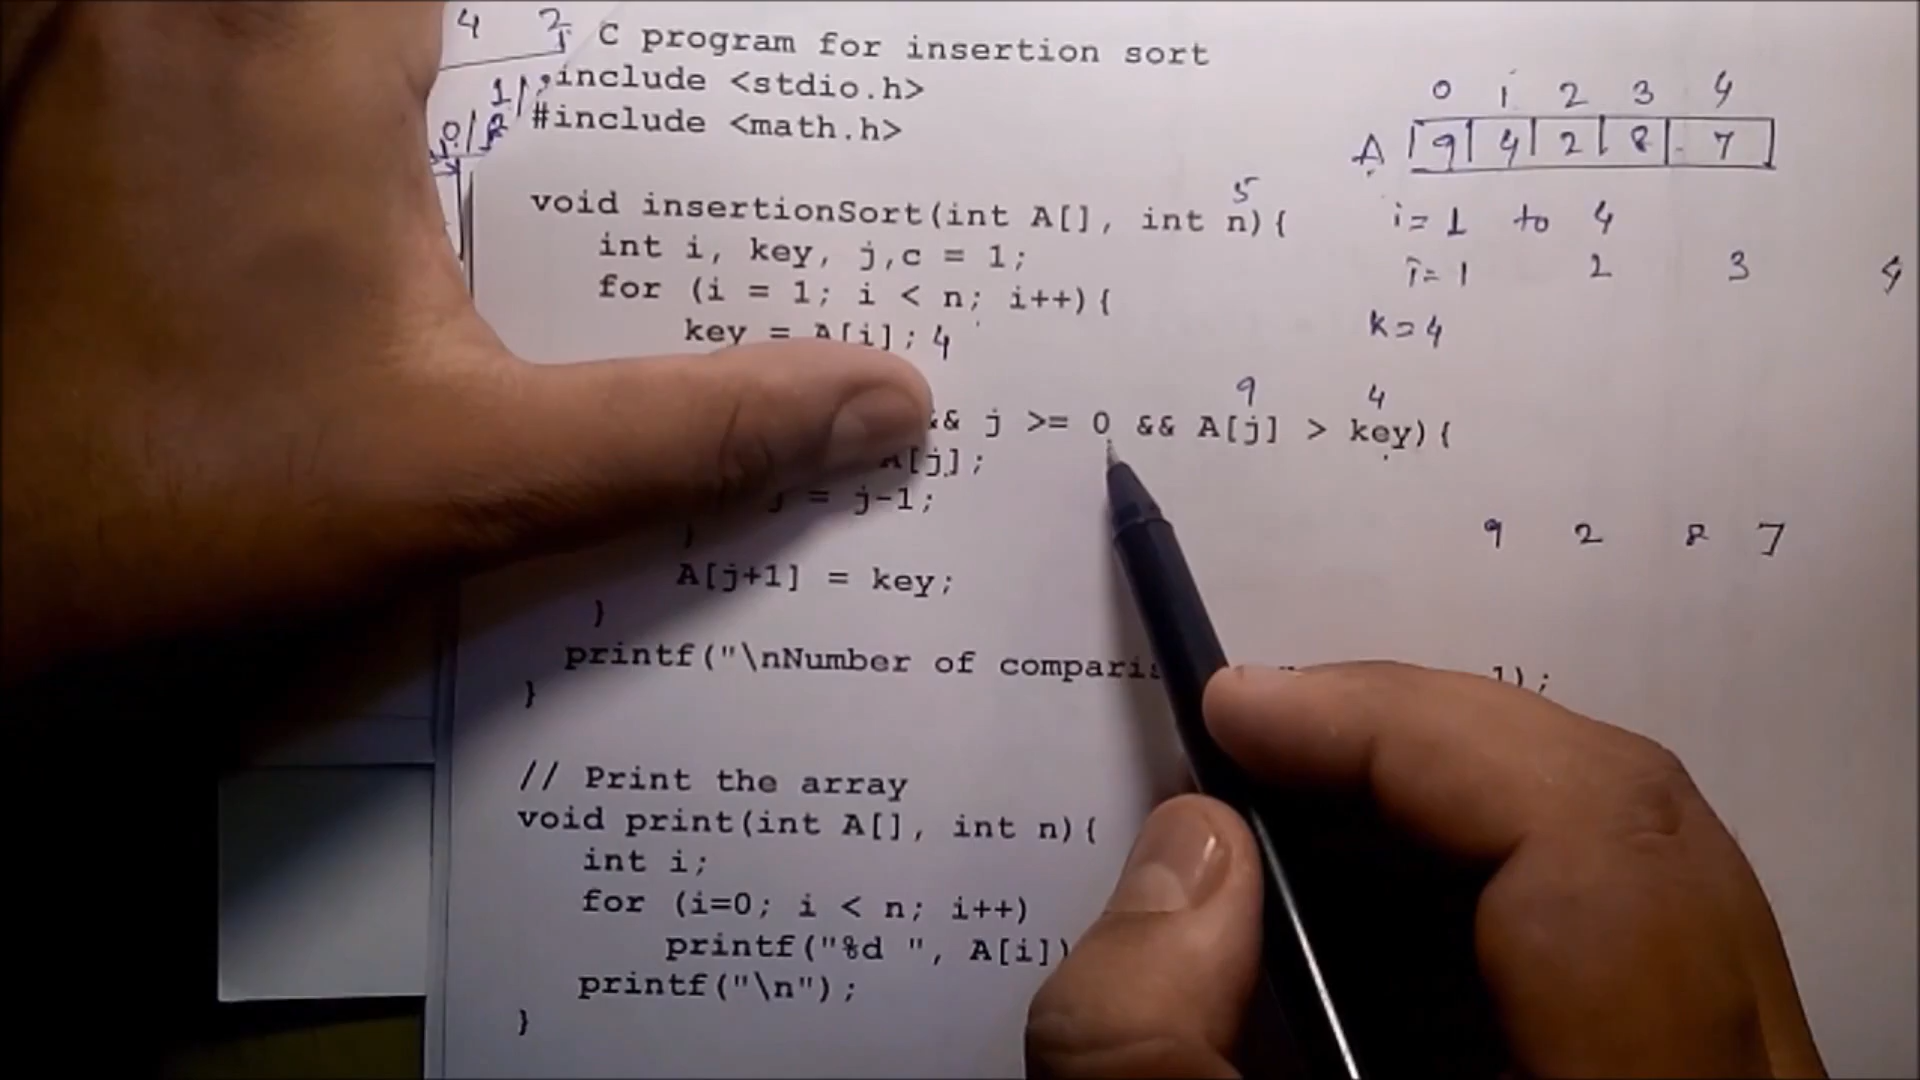 4 2
C program for insertion sort
include <stdio.h>
#include <math.h>
5
void insertionSort(int A[], int n){
int i, key, j,c = 1;
for (i = 1; i < n; i++){
key = A[i]; 4
9 4
&& j >= 0 && A[j] > key){
A[j];
j = j-1;
}
A[j+1] = key;
}
printf("\nNumber of 1);
}
// Print the array
void print(int A[], int n){
int i;
for (i=0; i < n; i++)
printf("%d ", A[i])
printf("\n");
}
0 1 2 3 4
A 9 4 2 8 7
i = 1 to 4
i = 1 2 3 4
k = 4
9 2 8 7